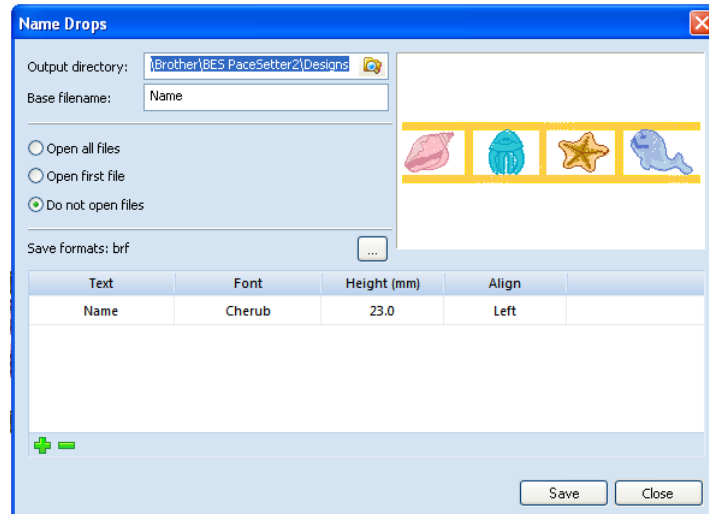 Name Drops
Output directory: \Brother\BES PaceSetter2\Designs
Base filename: Name
Open all files
Open first file
Do not open files
Save formats: brf ...
Text Font Height (mm) Align
Name Cherub 23.0 Left
Save Close